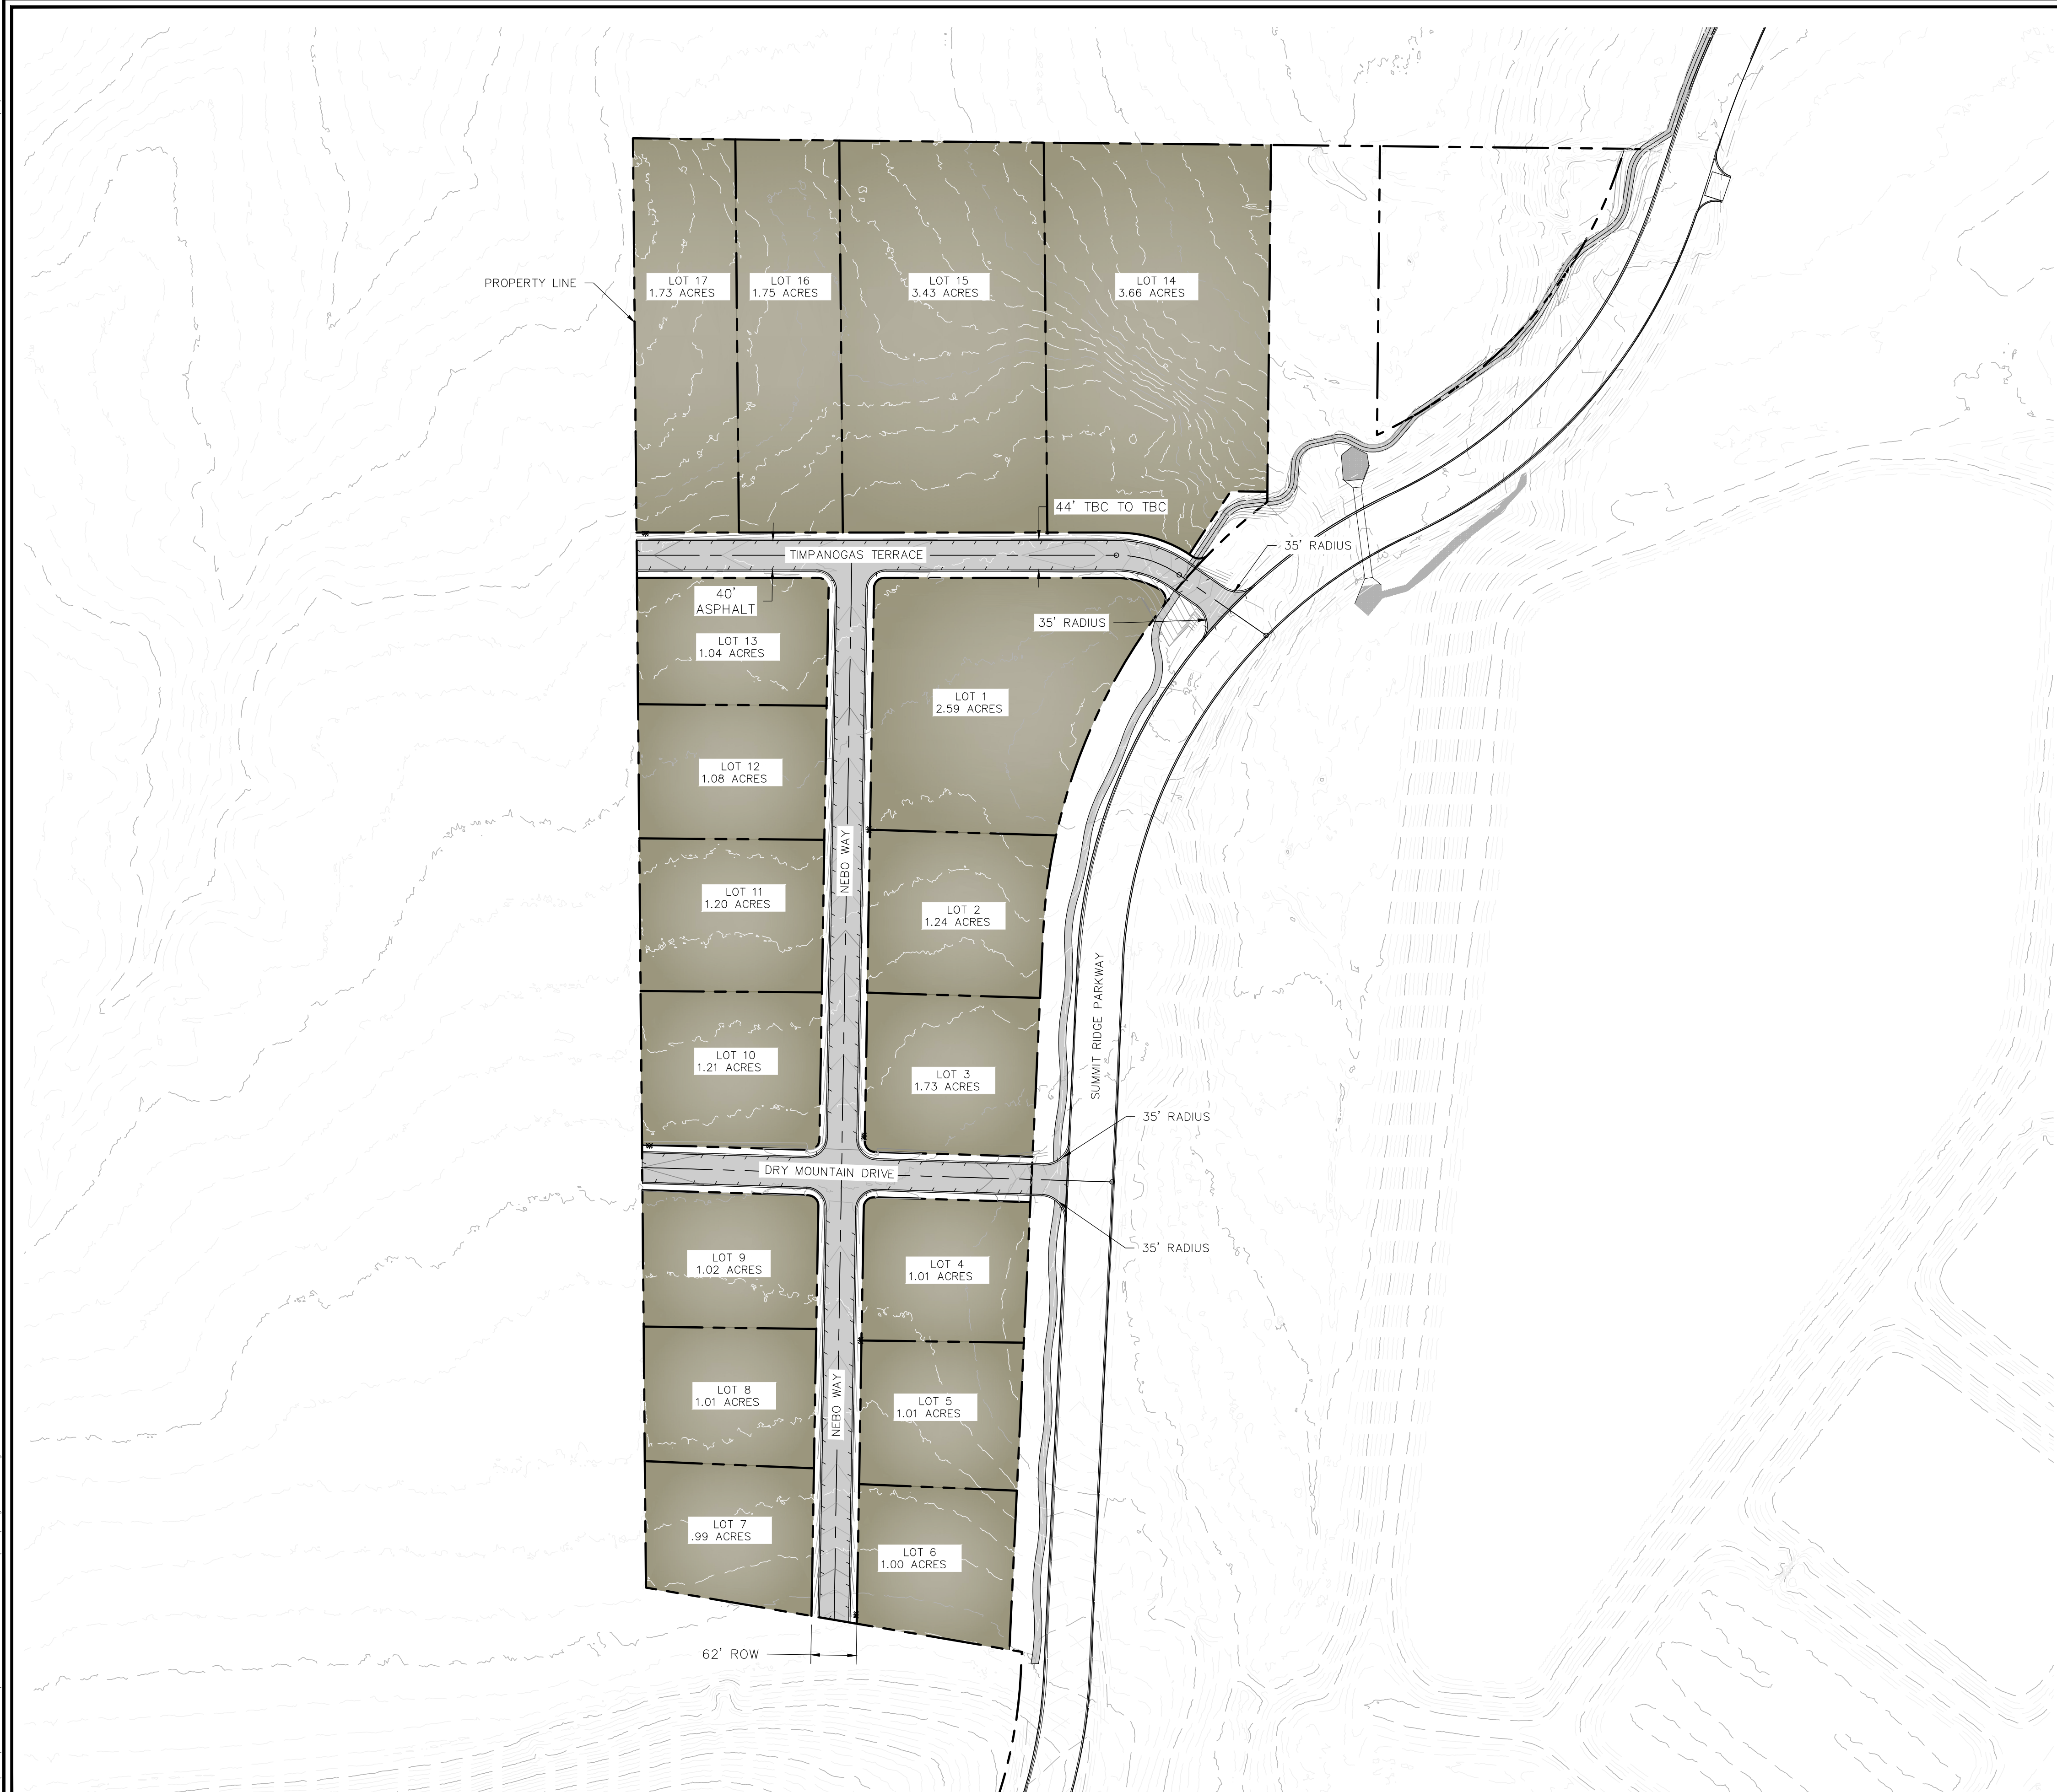 LOT 17
1.73 ACRES
LOT 16
1.75 ACRES
LOT 15
3.43 ACRES
LOT 14
3.66 ACRES
PROPERTY LINE
44' TBC TO TBC
TIMPANOGAS TERRACE
35' RADIUS
40'
ASPHALT
35' RADIUS
LOT 13
1.04 ACRES
LOT 1
2.59 ACRES
LOT 12
1.08 ACRES
NEBO WAY
LOT 11
1.20 ACRES
LOT 2
1.24 ACRES
SUMMIT RIDGE PARKWAY
LOT 10
1.21 ACRES
LOT 3
1.73 ACRES
35' RADIUS
DRY MOUNTAIN DRIVE
35' RADIUS
LOT 9
1.02 ACRES
LOT 4
1.01 ACRES
LOT 8
1.01 ACRES
NEBO WAY
LOT 5
1.01 ACRES
LOT 7
.99 ACRES
LOT 6
1.00 ACRES
62' ROW